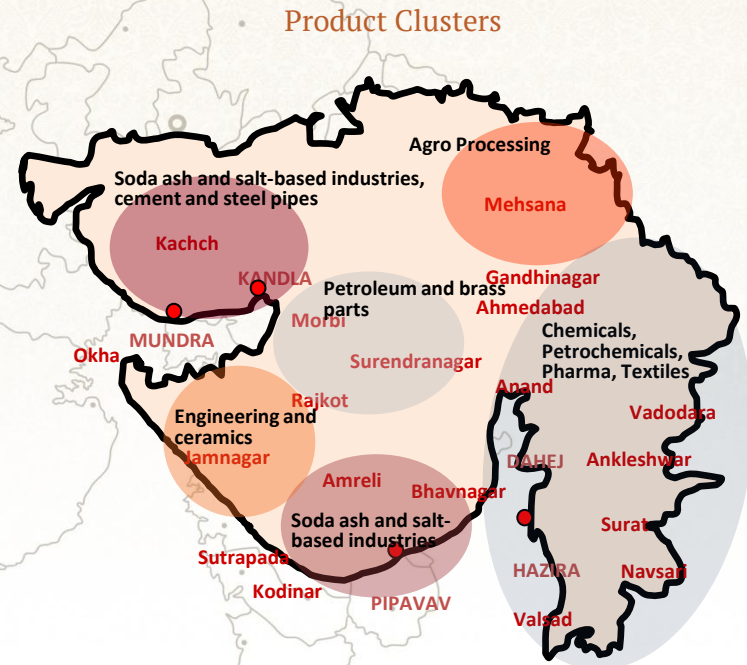 Product Clusters
Agro Processing
Soda ash and salt-based industries,
cement and steel pipes
Mehsana
Kachch
KANDLA
Gandhinagar
Petroleum and brass
parts
Ahmedabad
Morbi
Chemicals,
Petrochemicals,
Pharma, Textiles
MUNDRA
Okha
Surendranagar
Anand
Rajkot
Vadodara
Engineering and
ceramics
Jamnagar
DAHEJ
Ankleshwar
Amreli
Bhavnagar
Soda ash and salt-
based industries
Surat
Sutrapada
HAZIRA
Navsari
Kodinar
PIPAVAV
Valsad